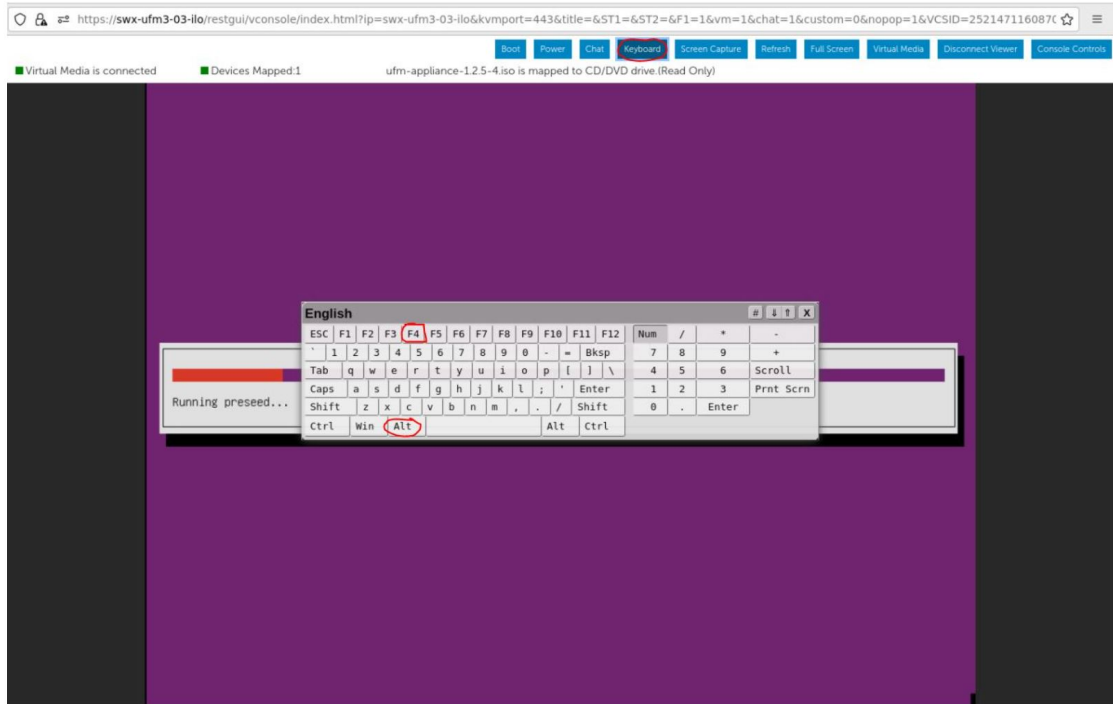 https://swx-ufm3-03-ilo/restgui/vconsole/index.html?ip=swx-ufm3-03-ilo&kvmport=443&title=&ST1=&ST2=&F1=1&vm=1&chat=1&custom=0&nopop=1&VCSID=252147116087(
Boot Power Chat Keyboard Screen Capture Refresh Full Screen Virtual Media Disconnect Viewer Console Controls
Virtual Media is connected Devices Mapped:1 ufm-appliance-1.2.5-4.iso is mapped to CD/DVD drive.(Read Only)
English # ⇓ ⇑ X
ESC F1 F2 F3 F4 F5 F6 F7 F8 F9 F10 F11 F12 Num / * -
` 1 2 3 4 5 6 7 8 9 0 - = Bksp 7 8 9 +
Tab q w e r t y u i o p [ ] \ 4 5 6 Scroll
Caps a s d f g h j k l ; ' Enter 1 2 3 Prnt Scrn
Running preseed...
Shift z x c v b n m , . / Shift 0 . Enter
Ctrl Win Alt Alt Ctrl